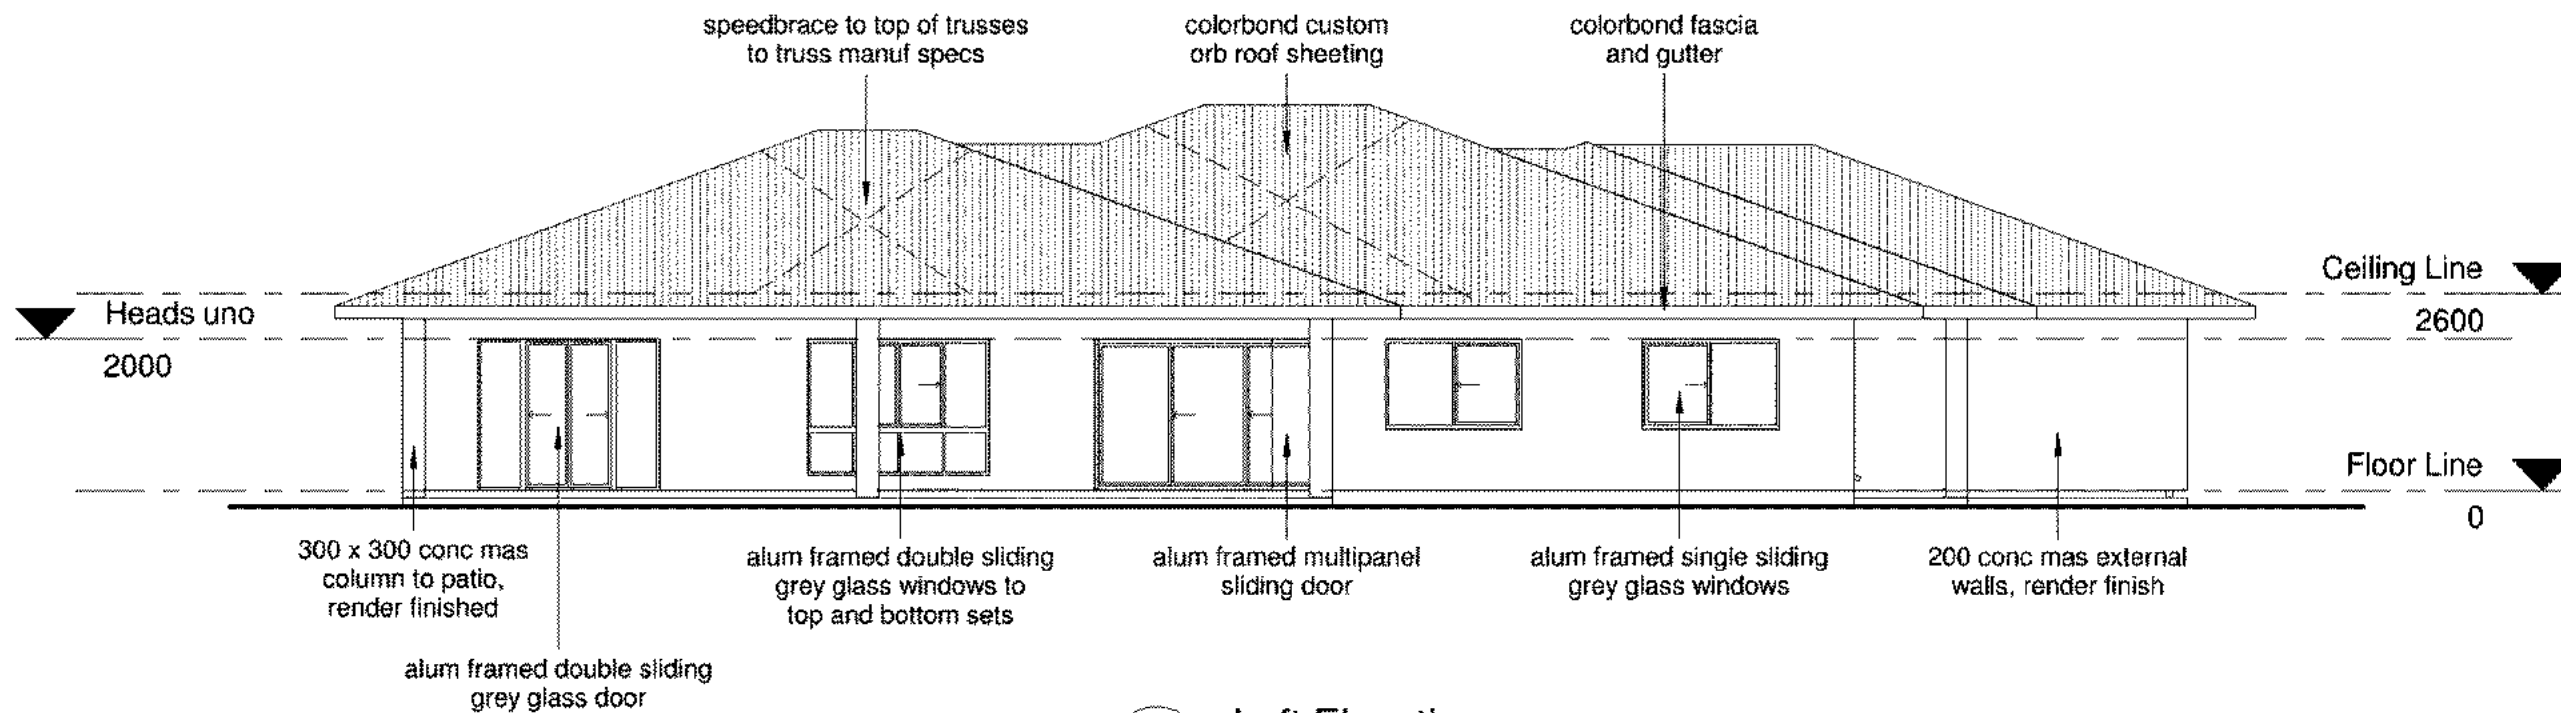 speedbrace to top of trusses
to truss manuf specs
colorbond custom
orb roof sheeting
colorbond fascia
and gutter
Ceiling Line
2600
Heads uno
2000
Floor Line
0
300 x 300 conc mas
column to patio,
render finished
alum framed double sliding
grey glass windows to
top and bottom sets
alum framed multipanel
sliding door
alum framed single sliding
grey glass windows
200 conc mas external
walls, render finish
alum framed double sliding
grey glass door